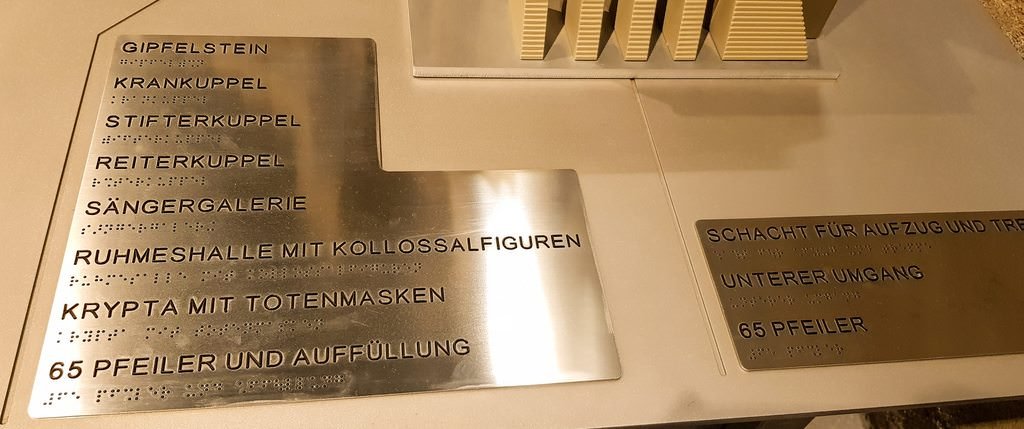 GIPFELSTEIN
KRANKUPPEL
STIFTERKUPPEL
REITERKUPPEL
SÄNGERGALERIE
RUHMESHALLE MIT KOLLOSSALFIGUREN
KRYPTA MIT TOTENMASKEN
65 PFEILER UND AUFFÜLLUNG
SCHACHT FÜR AUFZUG UND TRE
UNTERER UMGANG
65 PFEILER